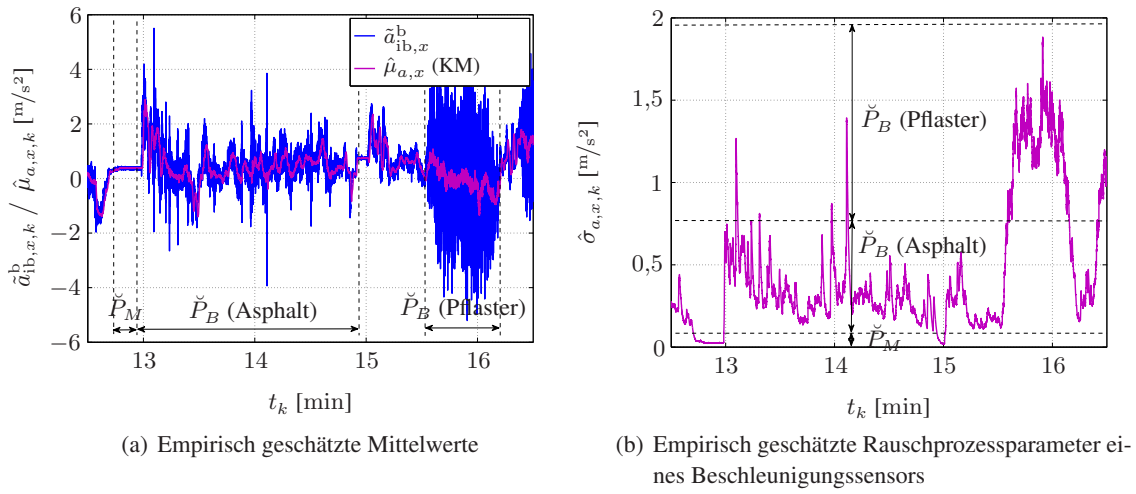 ã^b_{ib,x}
μ̂_{a,x} (KM)
ã^b_{ib,x,k} / μ̂_{a,x,k} [m/s²]
6
4
2
0
−2
−4
−6
P̆_M
P̆_B (Asphalt)
P̆_B (Pflaster)
13
14
15
16
t_k [min]
(a) Empirisch geschätzte Mittelwerte
σ̂_{a,x,k} [m/s²]
2
1,5
1
0,5
0
P̆_B (Pflaster)
P̆_B (Asphalt)
P̆_M
13
14
15
16
t_k [min]
(b) Empirisch geschätzte Rauschprozessparameter ei-
nes Beschleunigungssensors